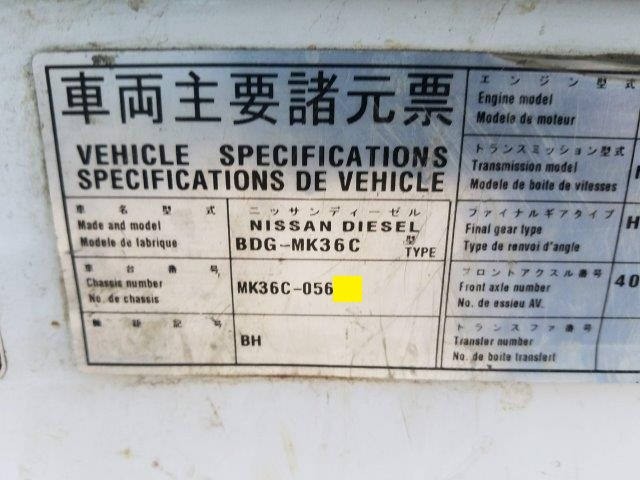 車両主要諸元票
VEHICLE SPECIFICATIONS
SPECIFICATIONS DE VEHICLE
車名型式
Made and model
Modele de fabrique
ニッサンディーゼル
NISSAN DIESEL
BDG-MK36C 型
TYPE
車台番号
Chassis number
No. de chassis
MK36C-056
記号
BH
エンジン型式
Engine model
Modele de moteur
トランスミッション型式
Transmission model
Modele de boite de vitesses
ファイナルギアタイプ
Final gear type
Type de renvoi d'angle
H
フロントアクスル番号
Front axle number
No. de essieu AV.
40
トランスファ番号
Transfer number
No. de boite transfert